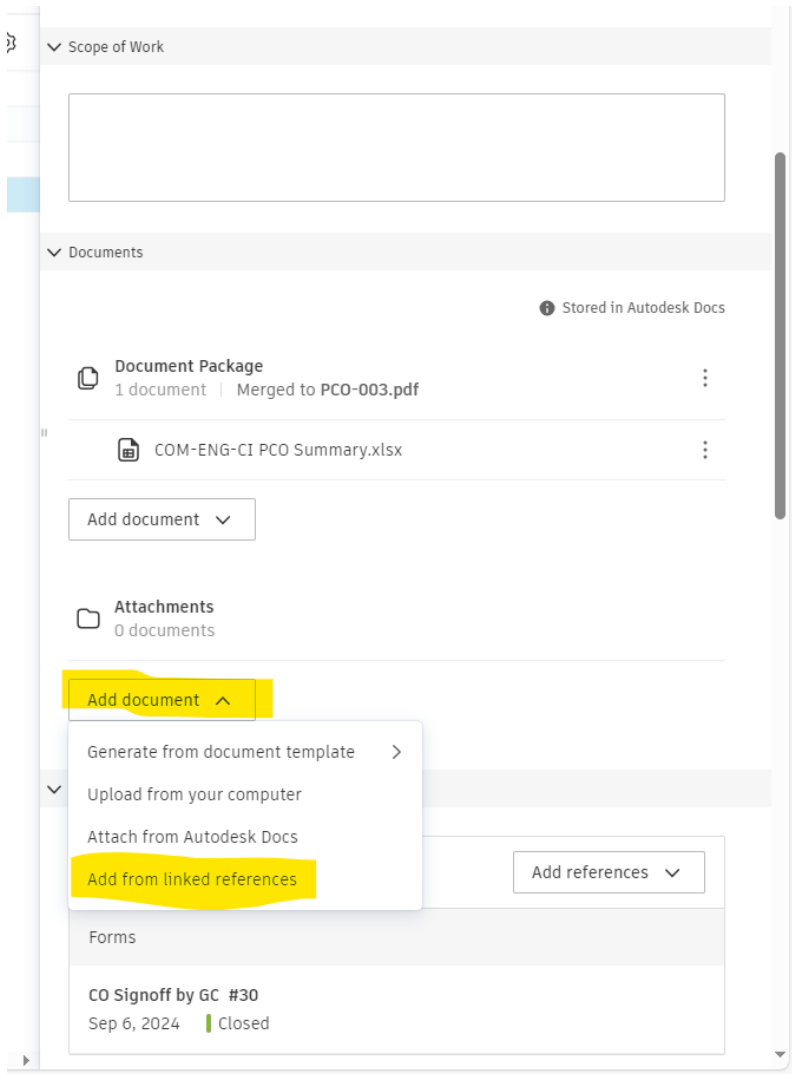 Scope of Work
Documents
Stored in Autodesk Docs
Document Package
1 document | Merged to PCO-003.pdf
COM-ENG-CI PCO Summary.xlsx
Add document
Attachments
0 documents
Add document
Generate from document template
Upload from your computer
Attach from Autodesk Docs
Add from linked references
Add references
Forms
CO Signoff by GC #30
Sep 6, 2024 Closed